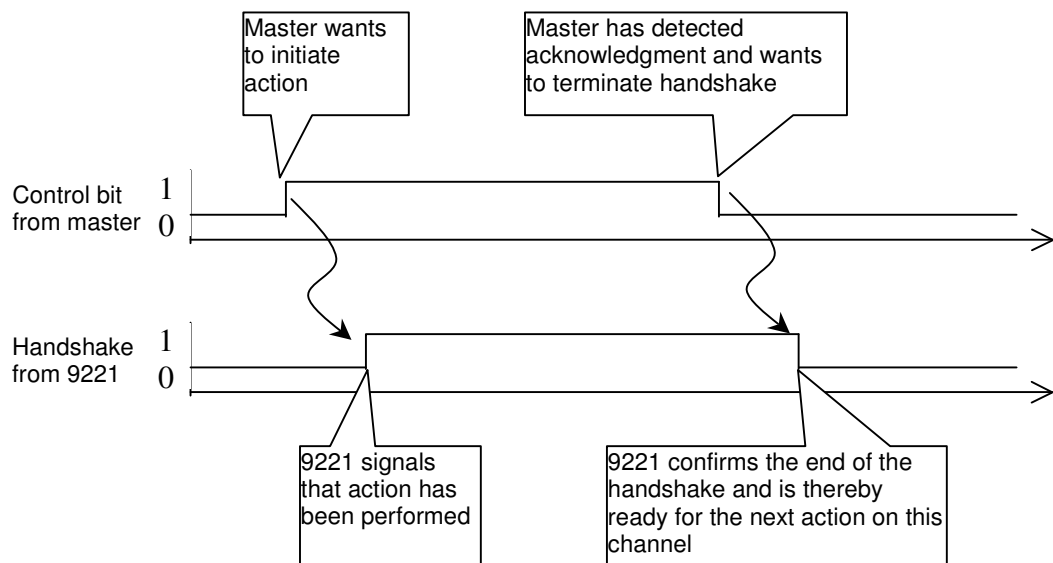 Master wants
to initiate
action
Master has detected
acknowledgment and wants
to terminate handshake
Control bit
from master
1
0
Handshake
from 9221
1
0
9221 signals
that action has
been performed
9221 confirms the end of the
handshake and is thereby
ready for the next action on this
channel